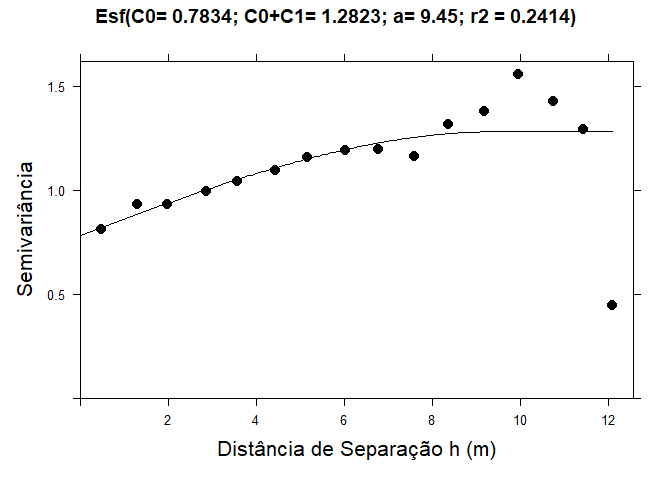 Esf(C0= 0.7834; C0+C1= 1.2823; a= 9.45; r2 = 0.2414)
1.5
1.0
0.5
Semivariância
2 4 6 8 10 12
Distância de Separação h (m)